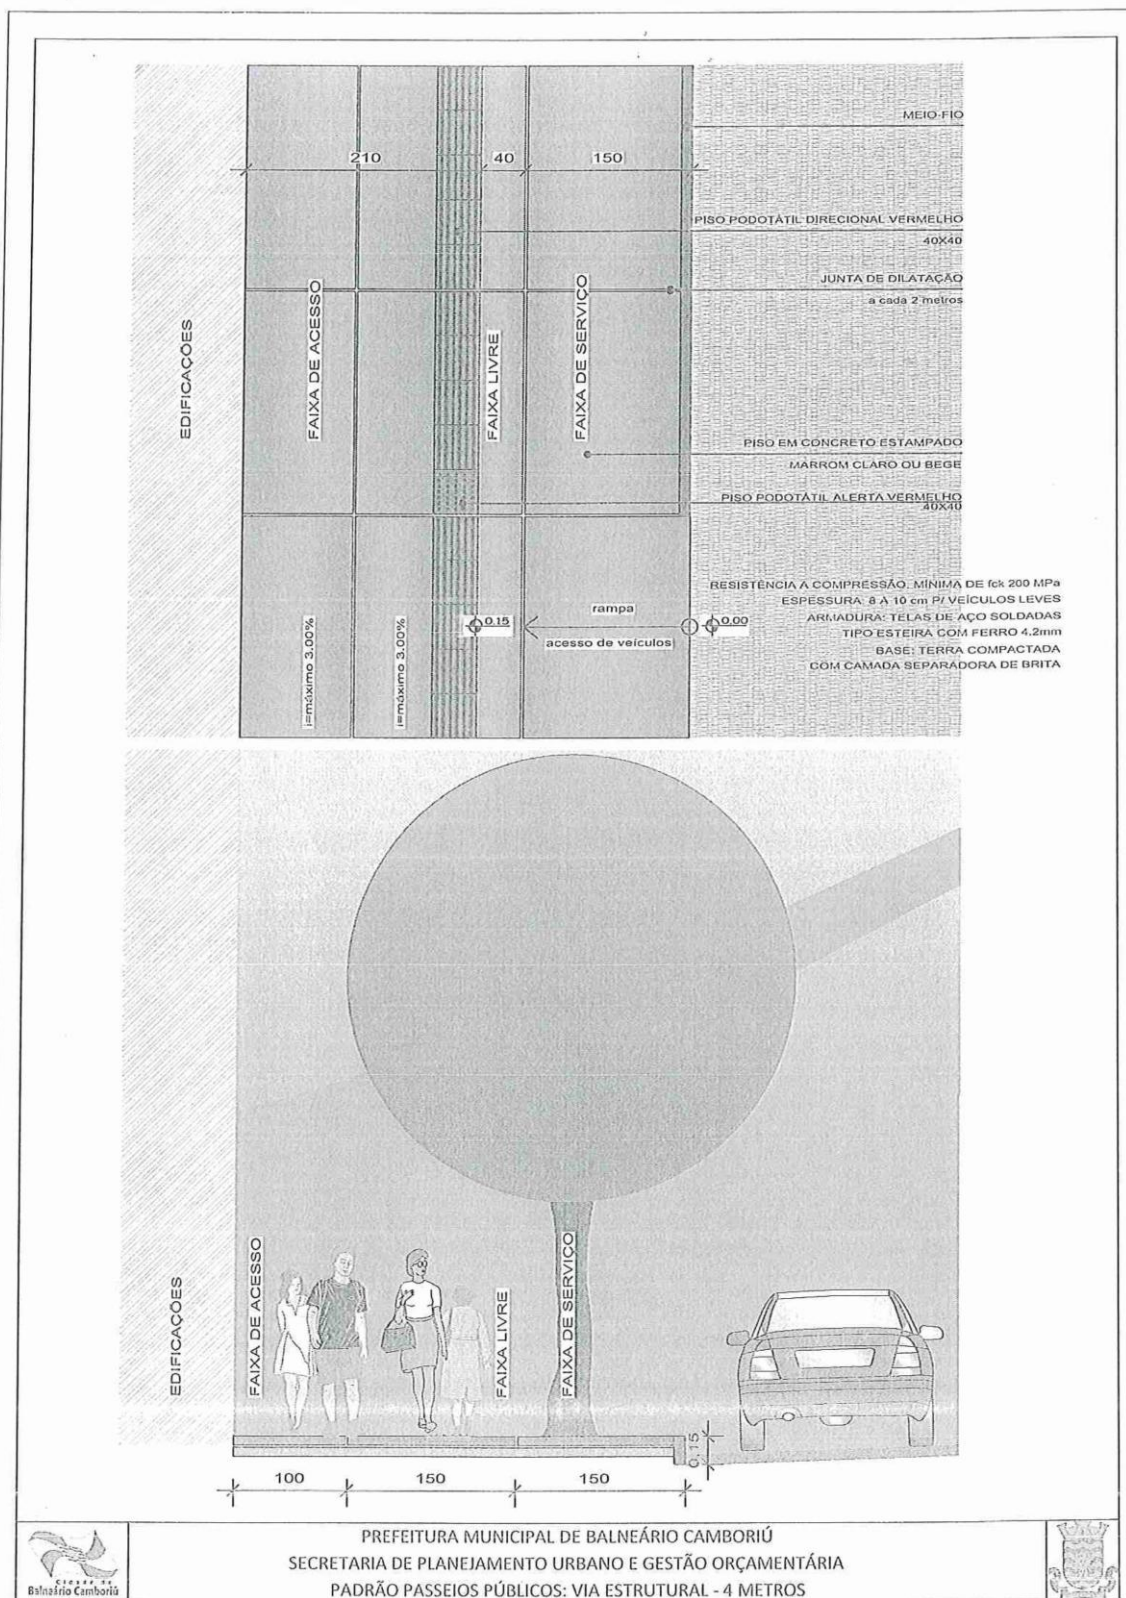 MEIO-FIO
210
40
150
PISO PODOTÁTIL DIRECIONAL VERMELHO
40X40
JUNTA DE DILATAÇÃO
a cada 2 metros
EDIFICAÇÕES
FAIXA DE ACESSO
FAIXA LIVRE
FAIXA DE SERVIÇO
PISO EM CONCRETO ESTAMPADO
MARROM CLARO OU BEGE
PISO PODOTÁTIL ALERTA VERMELHO
40X40
RESISTÊNCIA A COMPRESSÃO: MÍNIMA DE fck 200 MPa
ESPESSURA: 8 A 10 cm P/ VEÍCULOS LEVES
ARMADURA: TELAS DE AÇO SOLDADAS
TIPO ESTEIRA COM FERRO 4.2mm
BASE: TERRA COMPACTADA
COM CAMADA SEPARADORA DE BRITA
i=máximo 3.00%
i=máximo 3.00%
0.15
rampa
acesso de veículos
0.00
EDIFICAÇÕES
FAIXA DE ACESSO
FAIXA LIVRE
FAIXA DE SERVIÇO
0.15
100
150
150
PREFEITURA MUNICIPAL DE BALNEÁRIO CAMBORIÚ
SECRETARIA DE PLANEJAMENTO URBANO E GESTÃO ORÇAMENTÁRIA
PADRÃO PASSEIOS PÚBLICOS: VIA ESTRUTURAL - 4 METROS
Cidade de
Balneário Camboriú